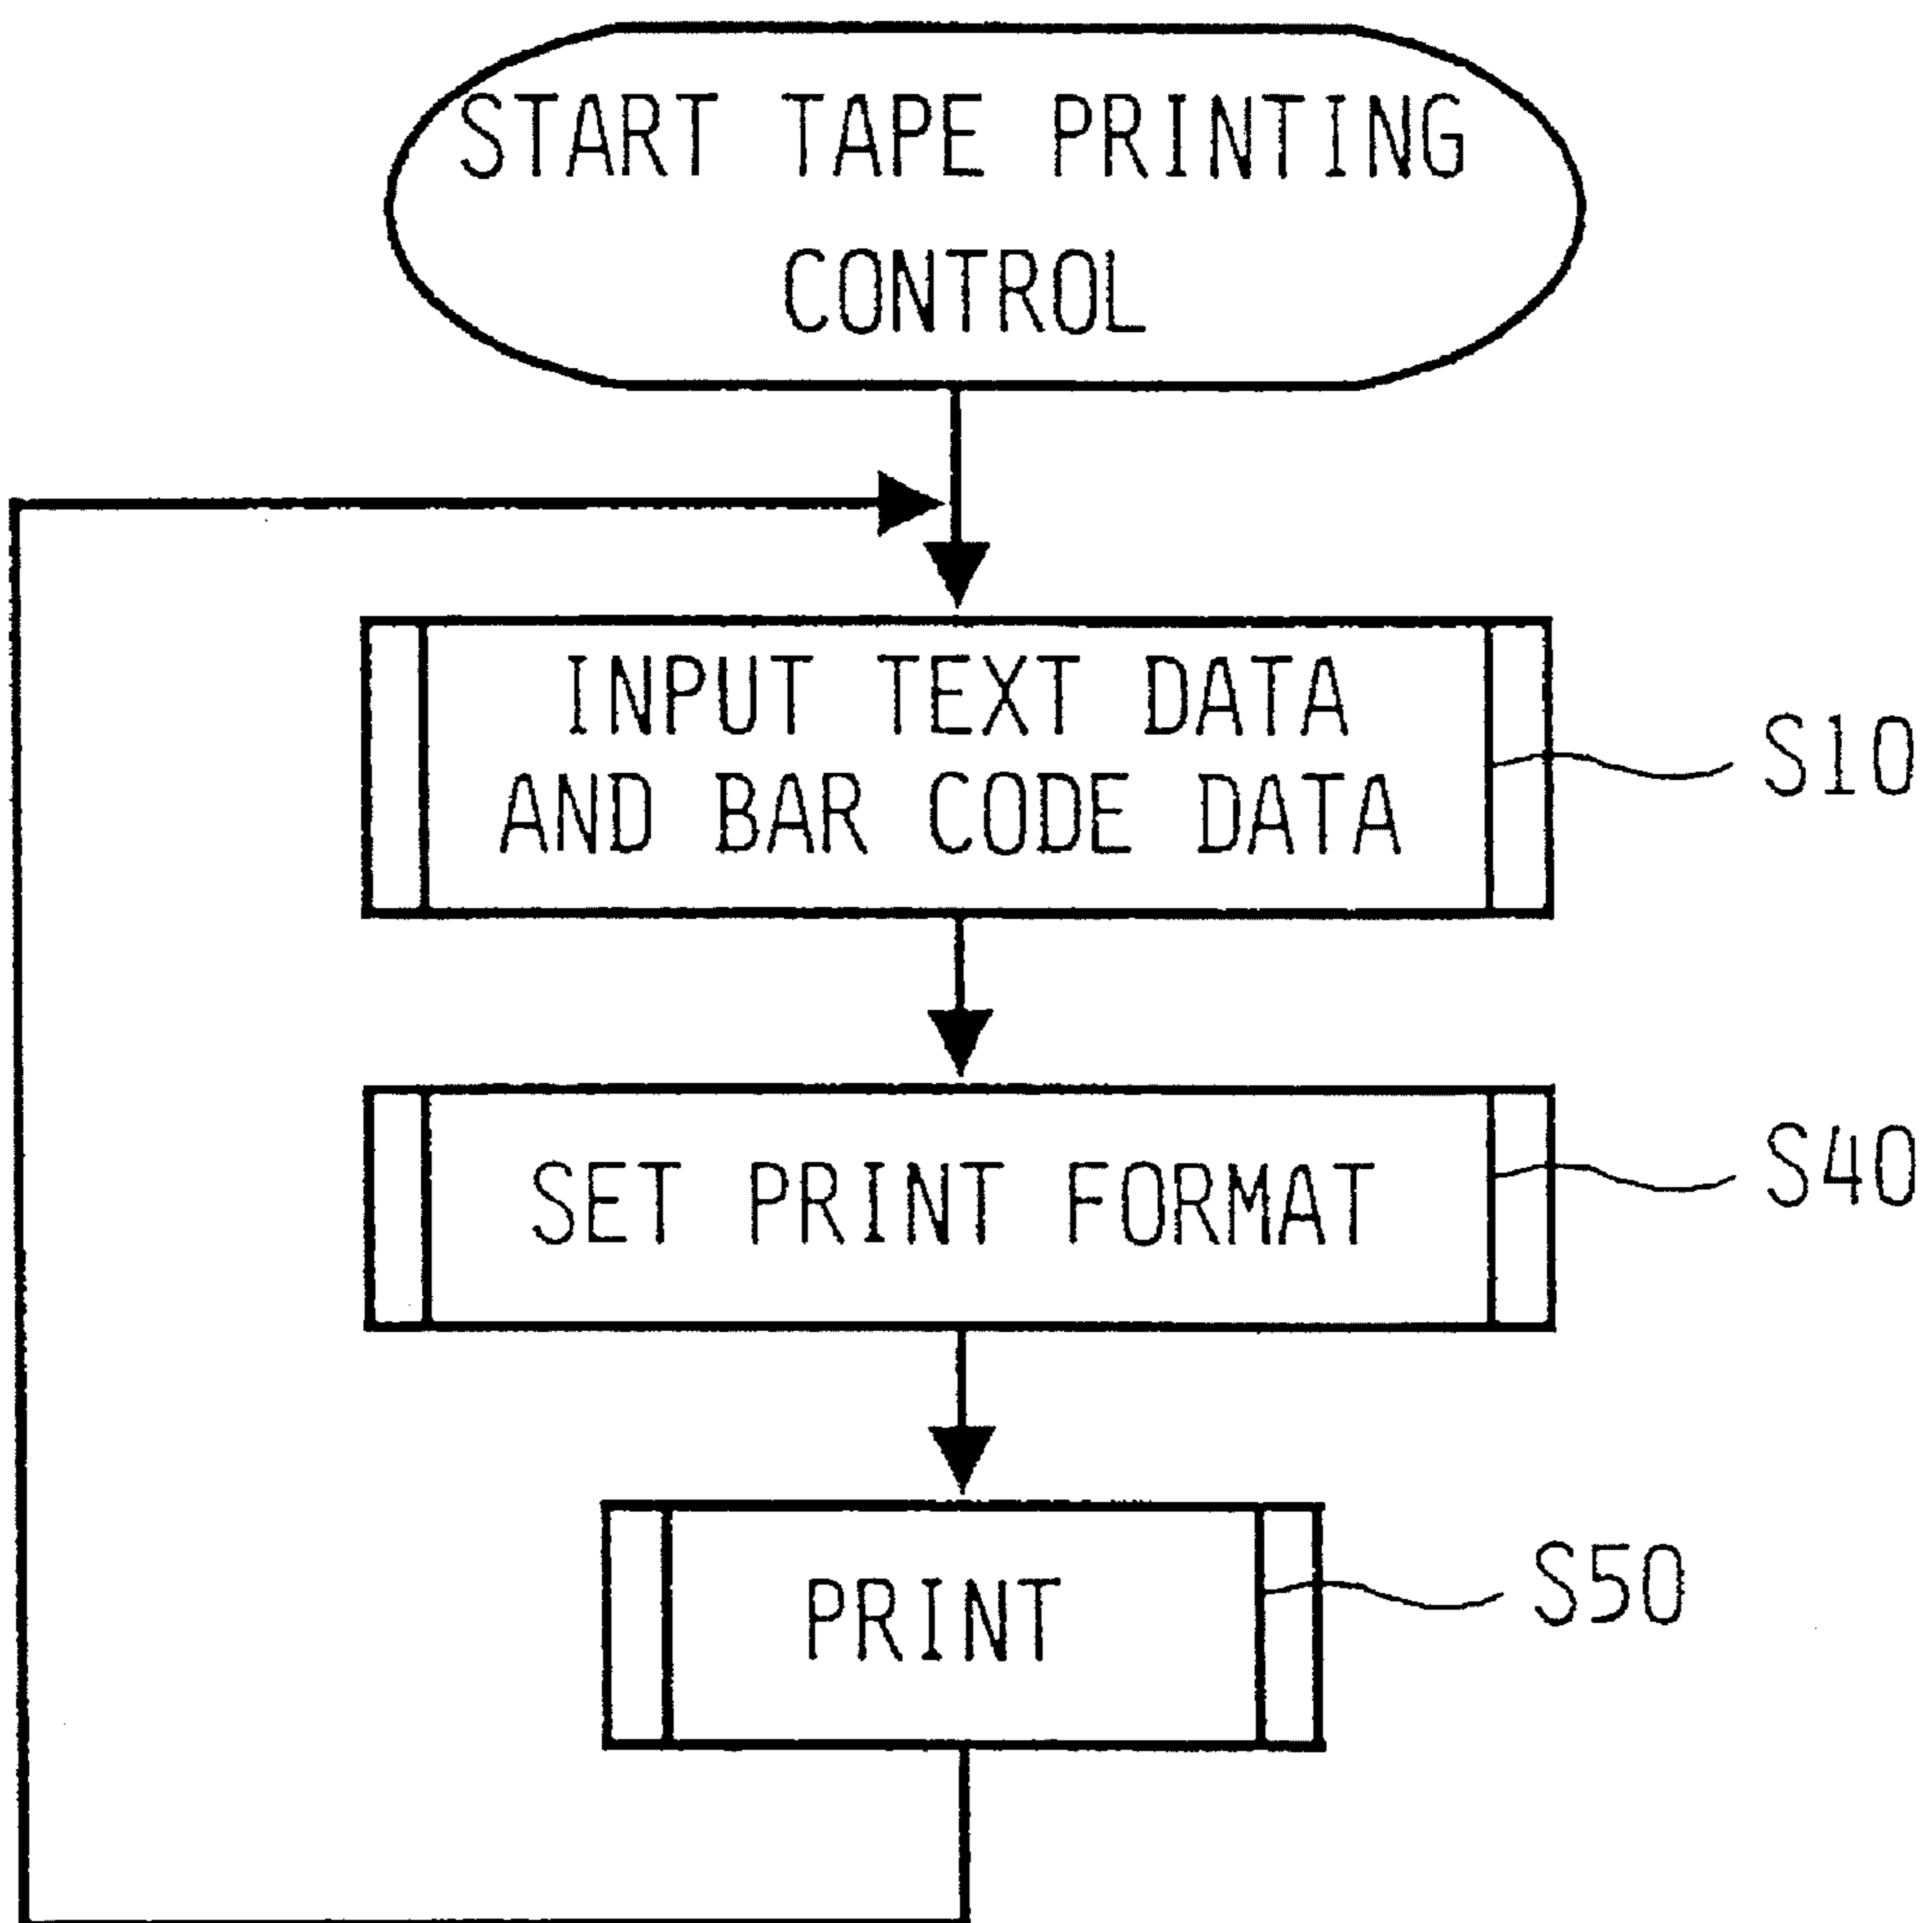 START TAPE PRINTING
CONTROL
INPUT TEXT DATA
AND BAR CODE DATA
S10
SET PRINT FORMAT
S40
PRINT
S50